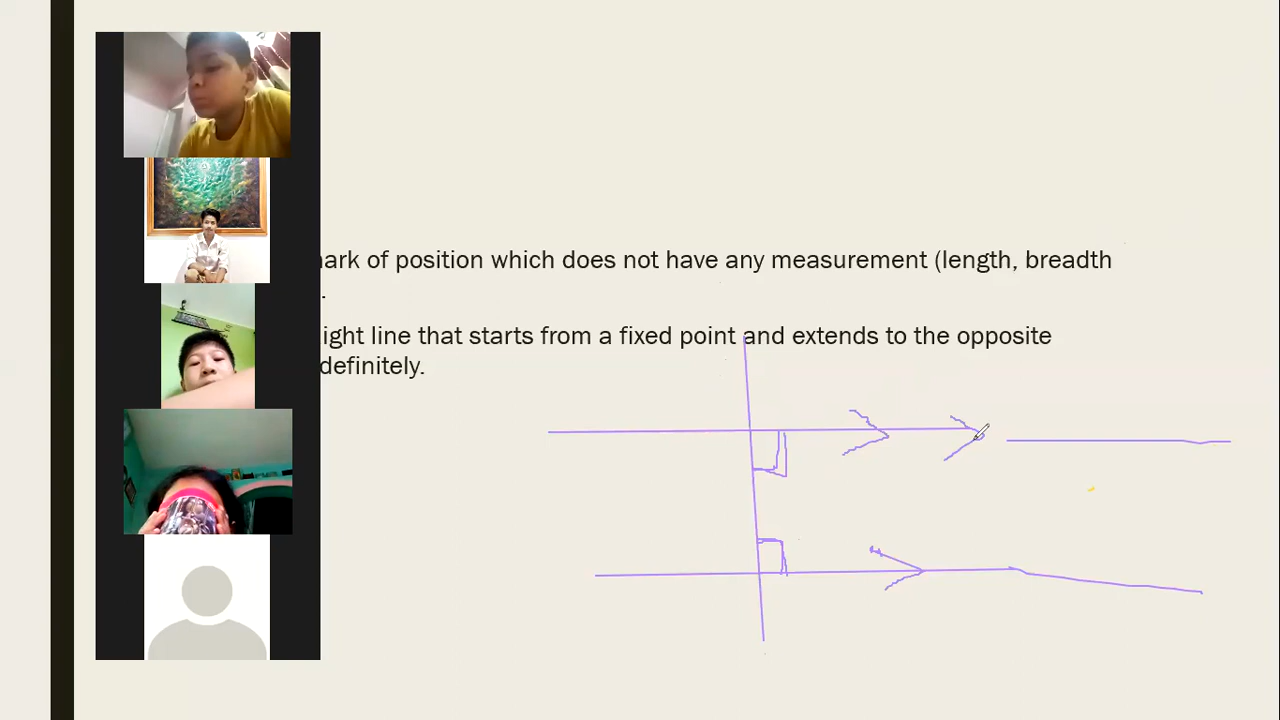 mark of position which does not have any measurement (length, breadth
.
ight line that starts from a fixed point and extends to the opposite
definitely.